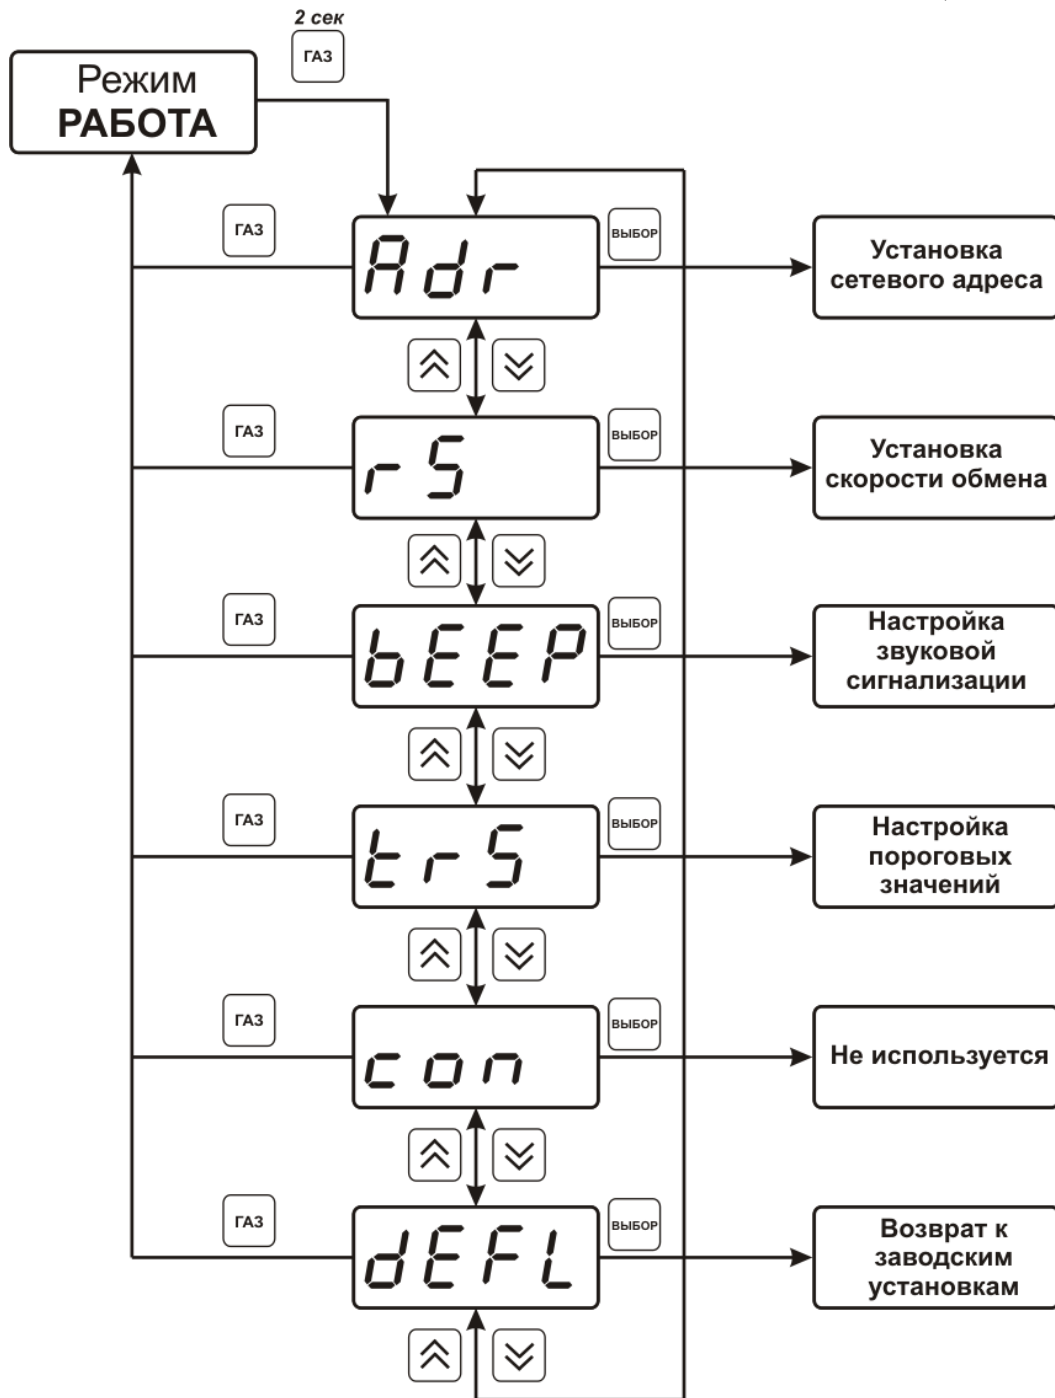 2 сек
ГАЗ
Режим
РАБОТА
ГАЗ
Adr
ВЫБОР
Установка
сетевого адреса
ГАЗ
rS
ВЫБОР
Установка
скорости обмена
ГАЗ
bEEP
ВЫБОР
Настройка
звуковой
сигнализации
ГАЗ
trS
ВЫБОР
Настройка
пороговых
значений
ГАЗ
con
ВЫБОР
Не используется
ГАЗ
dEFL
ВЫБОР
Возврат к
заводским
установкам